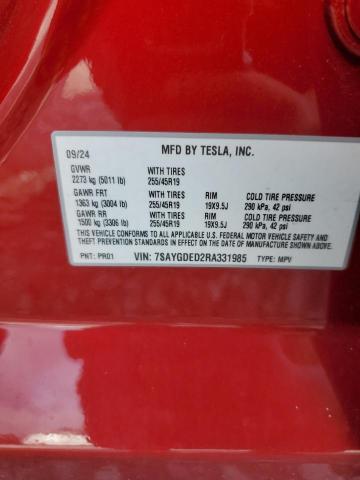 09/24 MFD BY TESLA, INC.
GVWR WITH TIRES
2273 kg (5011 lb) 255/45R19
GAWR FRT WITH TIRES RIM COLD TIRE PRESSURE
1363 kg (3004 lb) 255/45R19 19X9.5J 290 kPa, 42 psi
GAWR RR WITH TIRES RIM COLD TIRE PRESSURE
1500 kg (3306 lb) 255/45R19 19X9.5J 290 kPa, 42 psi
THIS VEHICLE CONFORMS TO ALL APPLICABLE FEDERAL MOTOR VEHICLE SAFETY
AND THEFT PREVENTION STANDARDS IN EFFECT ON THE DATE OF MANUFACTURE SHOWN ABOVE.
PNT: PR01 VIN: 7SAYGDED2RA331985 TYPE: MPV